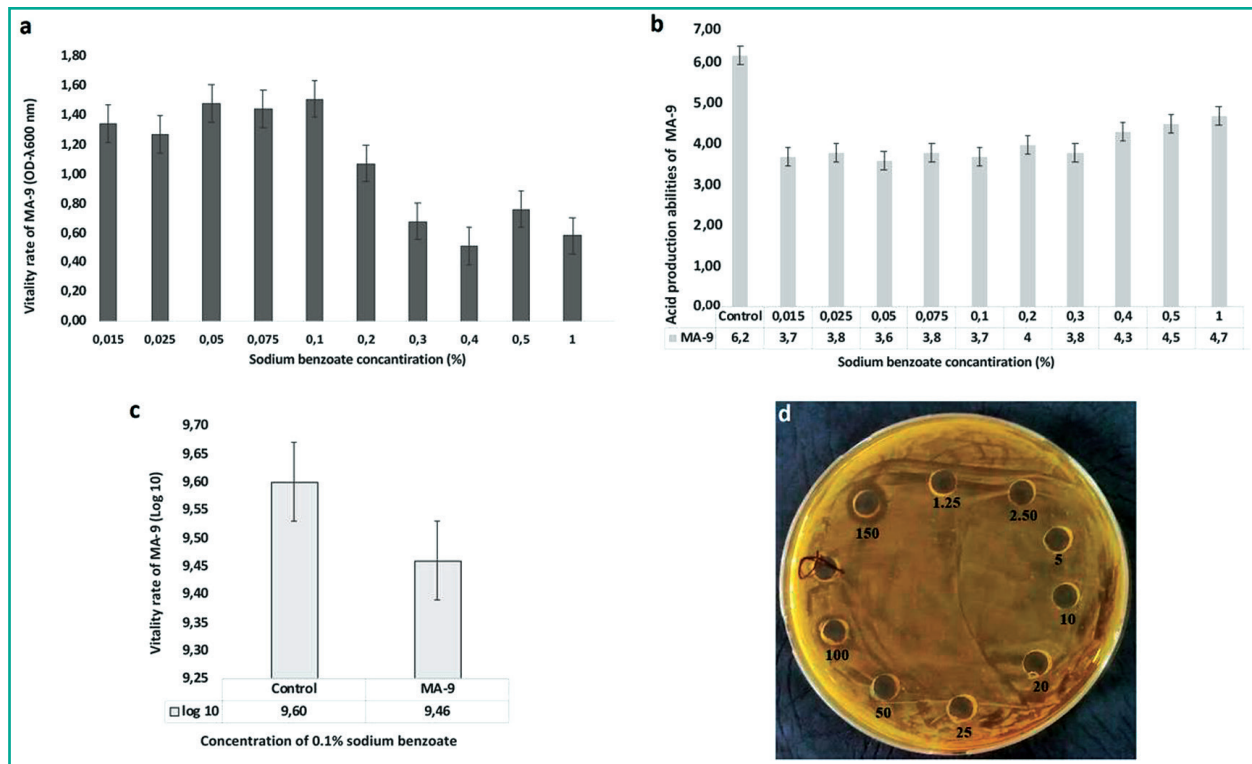 a
Vitality rate of MA-9 (OD-λ600 nm)
1,80
1,60
1,40
1,20
1,00
0,80
0,60
0,40
0,20
0,00
0,015 0,025 0,05 0,075 0,1 0,2 0,3 0,4 0,5 1
Sodium benzoate concantiration (%)
b
Acid production abilities of MA-9
7,00
6,00
5,00
4,00
3,00
2,00
1,00
0,00
Control 0,015 0,025 0,05 0,075 0,1 0,2 0,3 0,4 0,5 1
MA-9 6,2 3,7 3,8 3,6 3,8 3,7 4 3,8 4,3 4,5 4,7
Sodium benzoate concantiration (%)
c
Vitality rate of MA-9 (Log 10)
9,70
9,65
9,60
9,55
9,50
9,45
9,40
9,35
9,30
9,25
Control MA-9
log 10 9,60 9,46
Concentration of 0.1% sodium benzoate
d
1.25
2.50
5
10
20
25
50
100
150